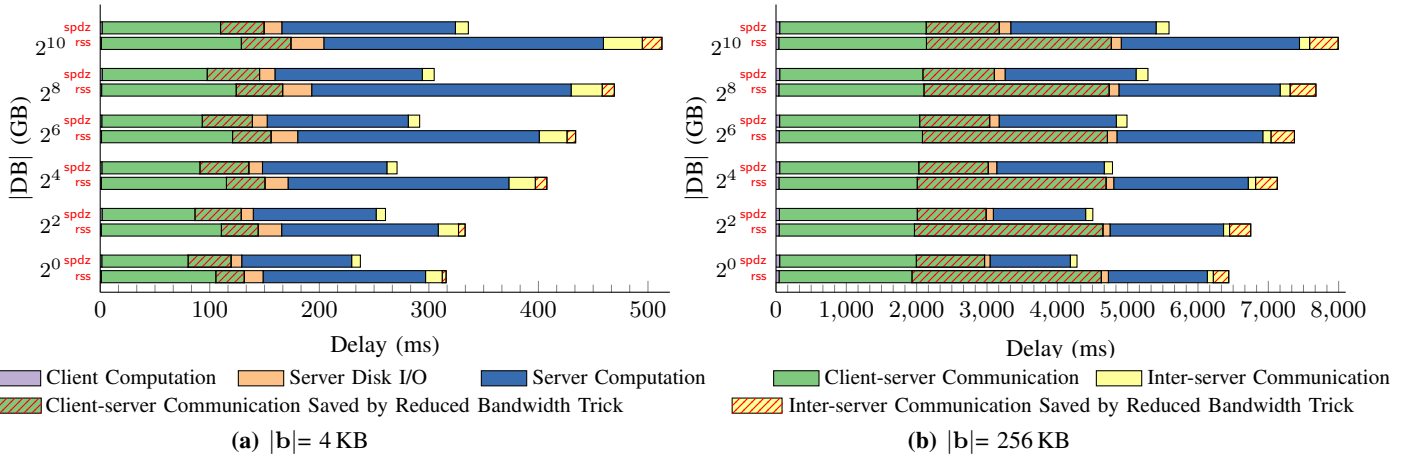 |DB| (GB)
2^10 spdz
rss
2^8 spdz
rss
2^6 spdz
rss
2^4 spdz
rss
2^2 spdz
rss
2^0 spdz
rss
0 100 200 300 400 500
Delay (ms)
|DB| (GB)
2^10 spdz
rss
2^8 spdz
rss
2^6 spdz
rss
2^4 spdz
rss
2^2 spdz
rss
2^0 spdz
rss
0 1,000 2,000 3,000 4,000 5,000 6,000 7,000 8,000
Delay (ms)
Client Computation Server Disk I/O Server Computation Client-server Communication Inter-server Communication
Client-server Communication Saved by Reduced Bandwidth Trick Inter-server Communication Saved by Reduced Bandwidth Trick
(a) |b|= 4 KB
(b) |b|= 256 KB